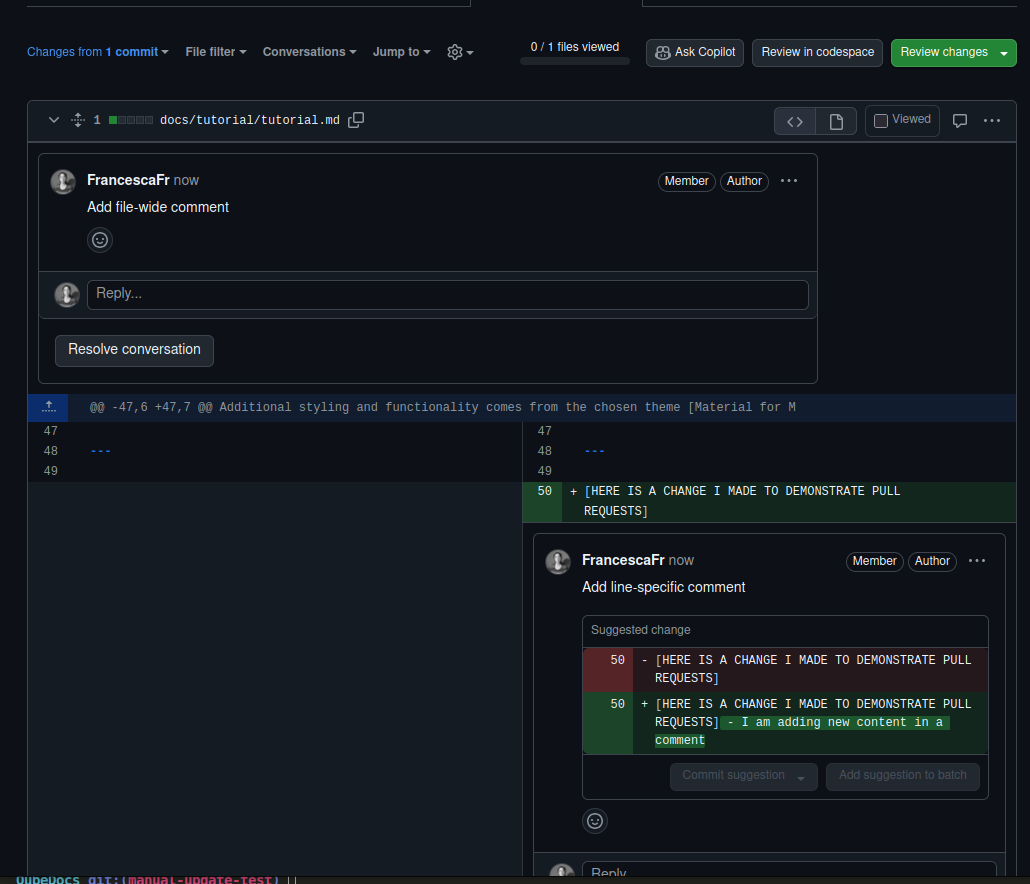 Changes from 1 commit File filter Conversations Jump to 0 / 1 files viewed Ask Copilot Review in codespace Review changes
1 docs/tutorial/tutorial.md <> Viewed
FrancescaFr now Member Author
Add file-wide comment
Reply...
Resolve conversation
@@ -47,6 +47,7 @@ Additional styling and functionality comes from the chosen theme [Material for M
47 47
48 --- 48 ---
49 49
50 + [HERE IS A CHANGE I MADE TO DEMONSTRATE PULL
REQUESTS]
FrancescaFr now Member Author
Add line-specific comment
Suggested change
50 - [HERE IS A CHANGE I MADE TO DEMONSTRATE PULL
REQUESTS]
50 + [HERE IS A CHANGE I MADE TO DEMONSTRATE PULL
REQUESTS] - I am adding new content in a
comment
Commit suggestion Add suggestion to batch
Reply
QubeDocs git:(manual-update-test)